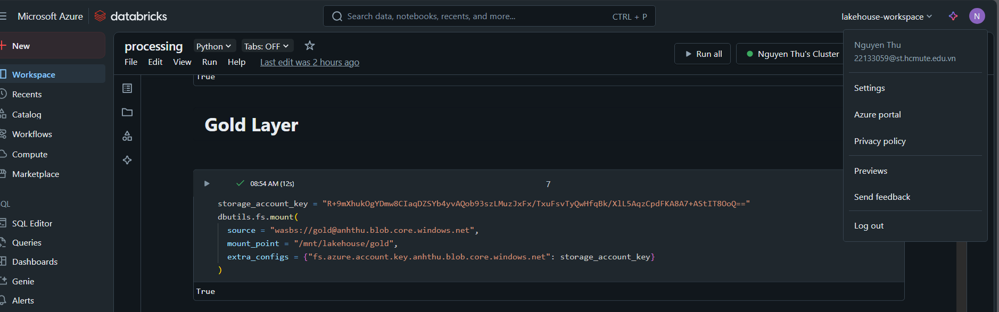 Microsoft Azure
databricks
Search data, notebooks, recents, and more...
CTRL + P
lakehouse-workspace
N
New
Workspace
Recents
Catalog
Workflows
Compute
Marketplace
SQL Editor
Queries
Dashboards
Genie
Alerts
processing
Python
Tabs: OFF
File Edit View Run Help
Last edit was 2 hours ago
Run all
Nguyen Thu's Cluster
True
Gold Layer
08:54 AM (12s)
7
storage_account_key =
dbutils.fs.mount(
source = "wasbs://gold@anhthu.blob.core.windows.net",
mount_point = "/mnt/lakehouse/gold",
extra_configs = {"fs.azure.account.key.anhthu.blob.core.windows.net": storage_account_key}
)
True
Nguyen Thu
22133059@st.hcmute.edu.vn
Settings
Azure portal
Privacy policy
Previews
Send feedback
Log out